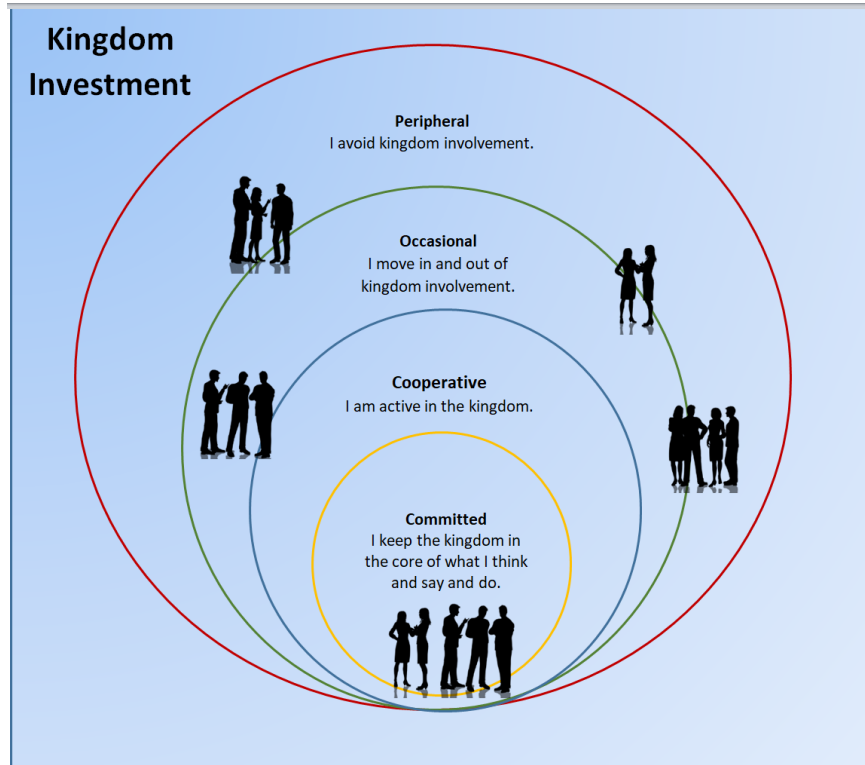 Kingdom
Investment
Peripheral
I avoid kingdom involvement.
Occasional
I move in and out of
kingdom involvement.
Cooperative
I am active in the kingdom.
Committed
I keep the kingdom in
the core of what I think
and say and do.